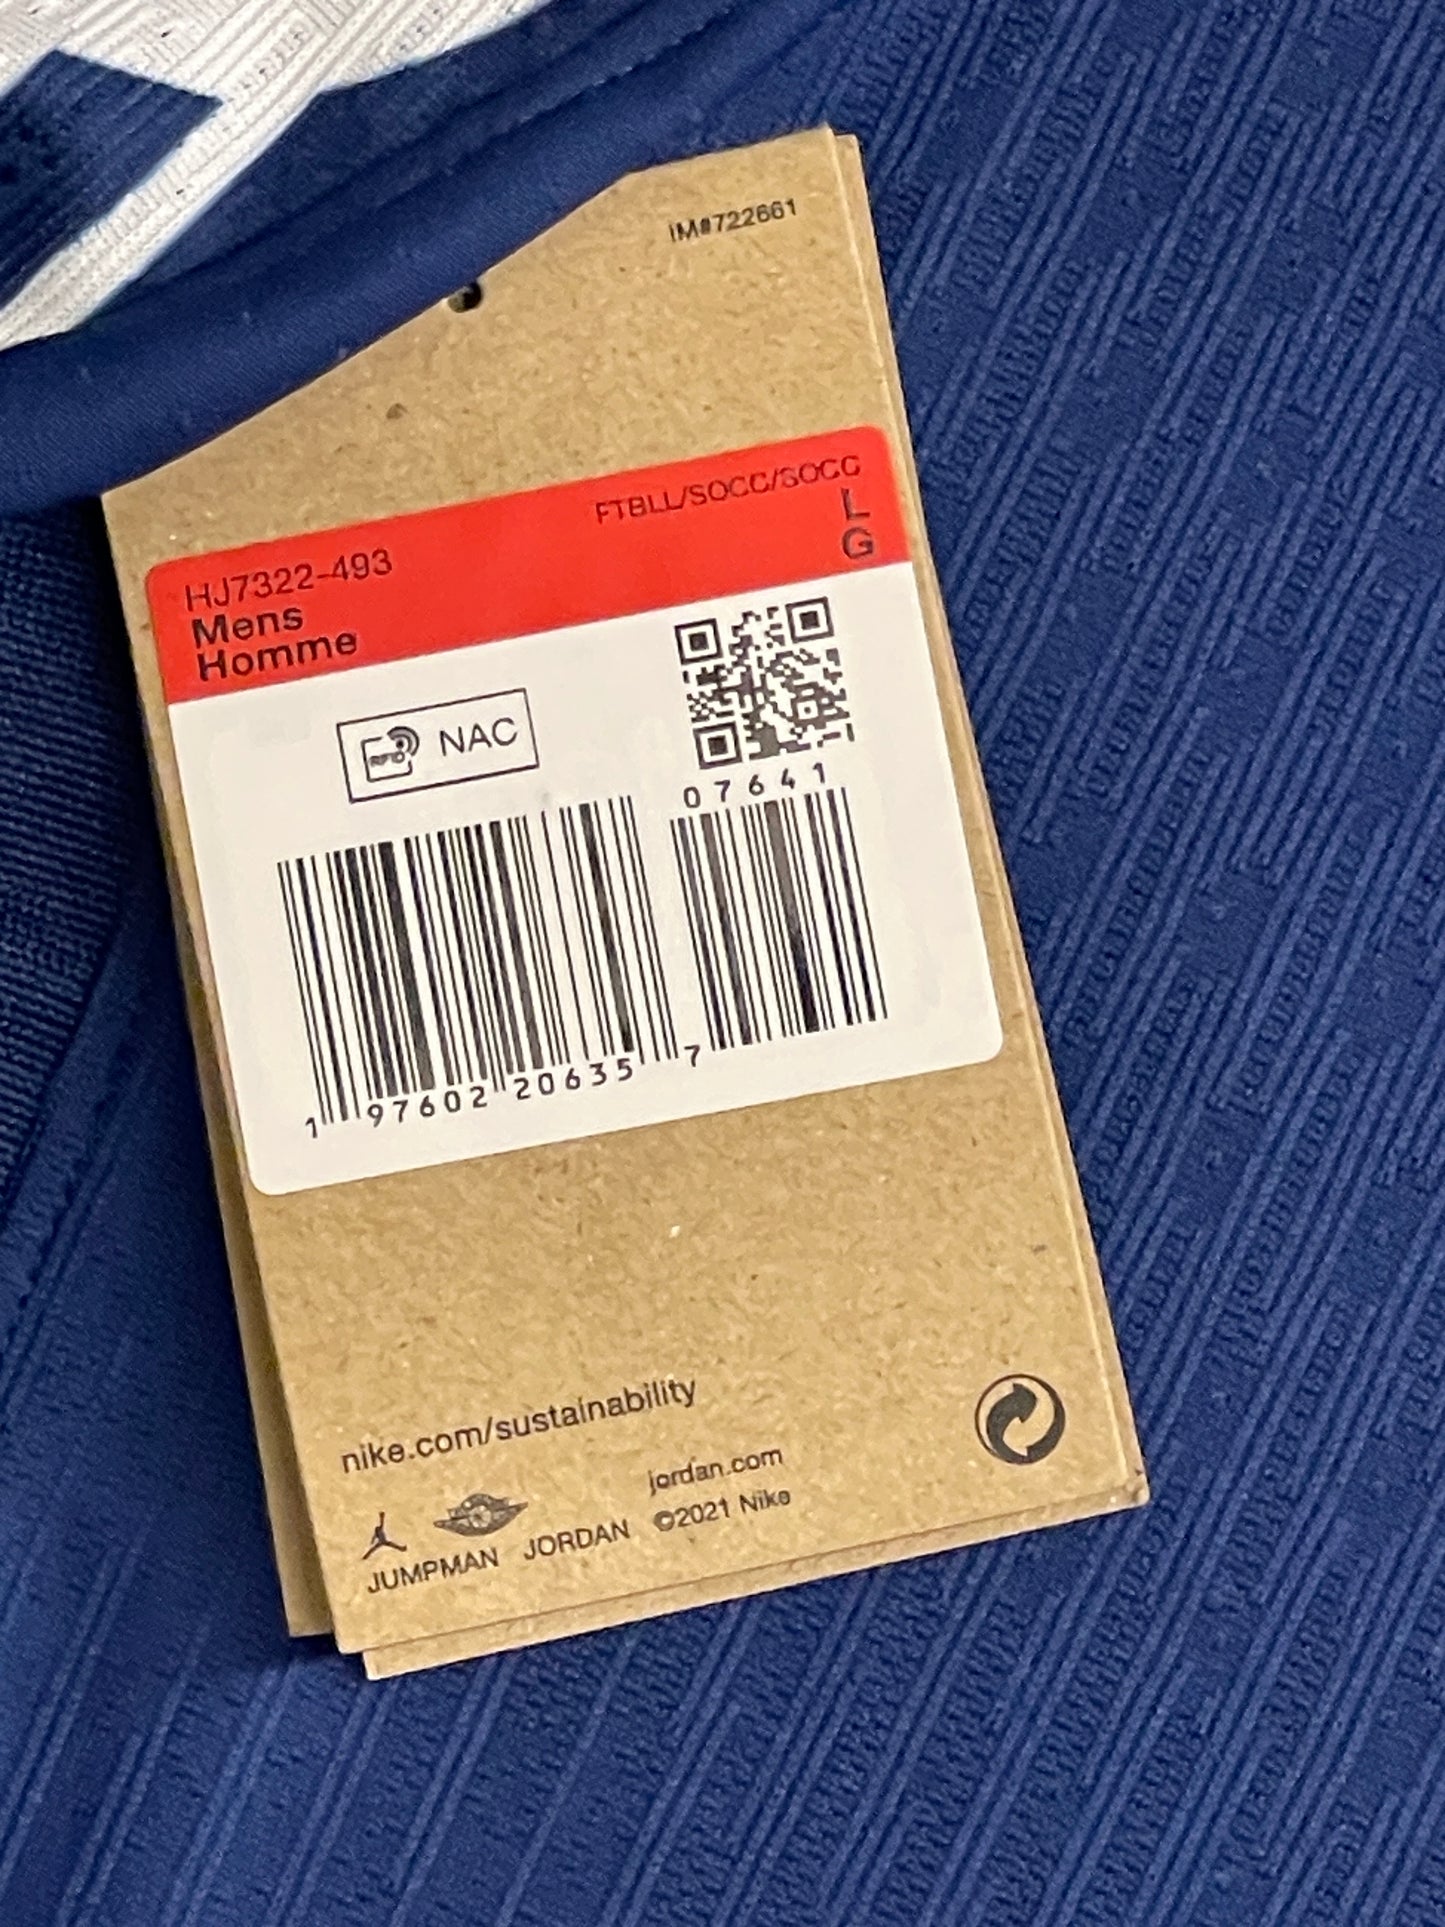 IM#722661
FTBLL/SOCC/SOCC
L
G
HJ7322-493
Mens
Homme
RFID NAC
07641
1 97602 20635 7
nike.com/sustainability
jordan.com
©2021 Nike
JUMPMAN JORDAN